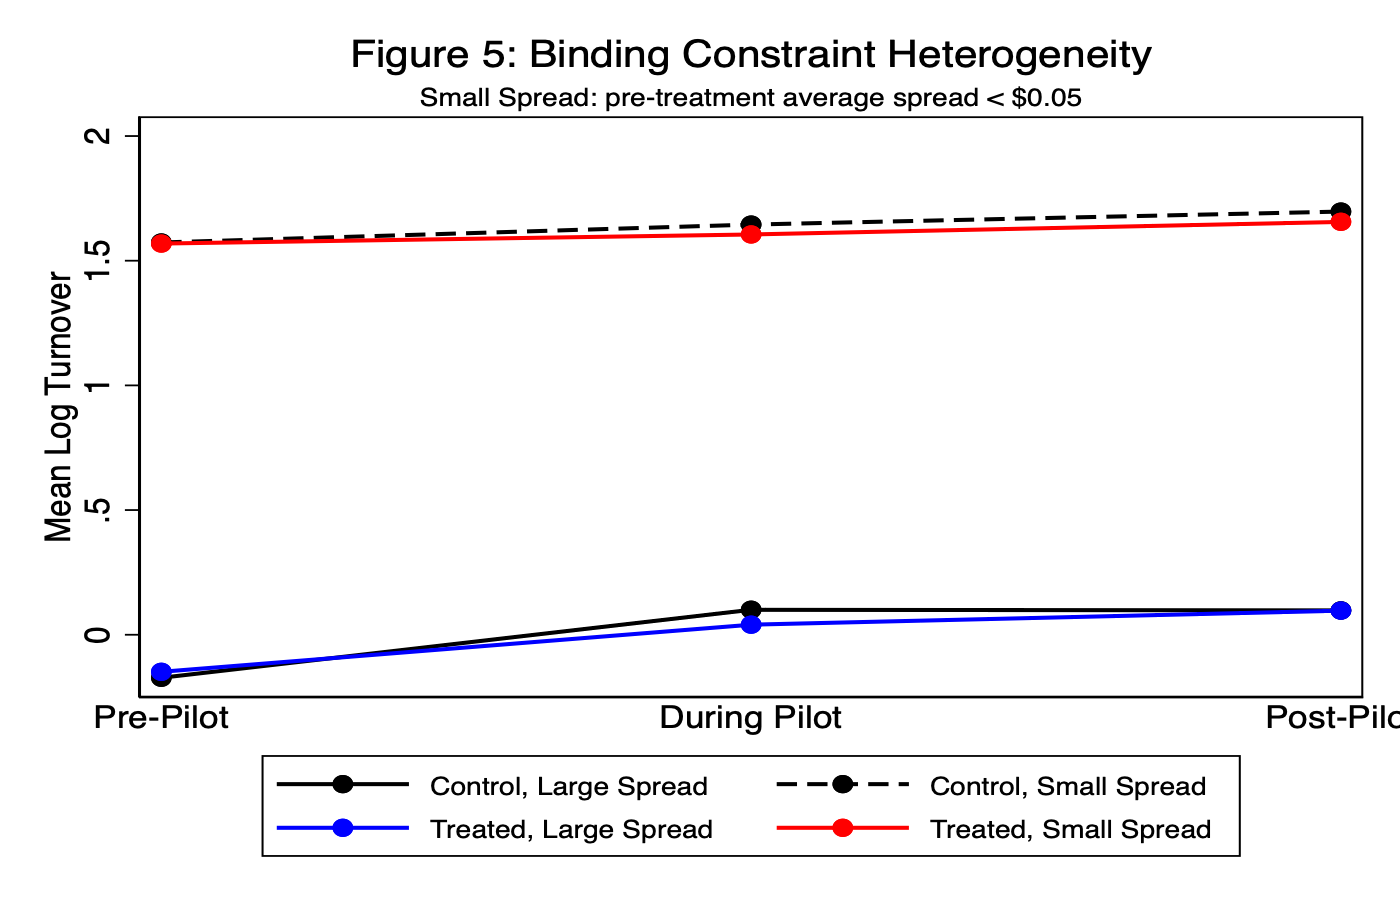 Figure 5: Binding Constraint Heterogeneity
Small Spread: pre-treatment average spread < $0.05
Mean Log Turnover
2
1.5
1
.5
0
Pre-Pilot During Pilot Post-Pilo
Control, Large Spread Control, Small Spread
Treated, Large Spread Treated, Small Spread